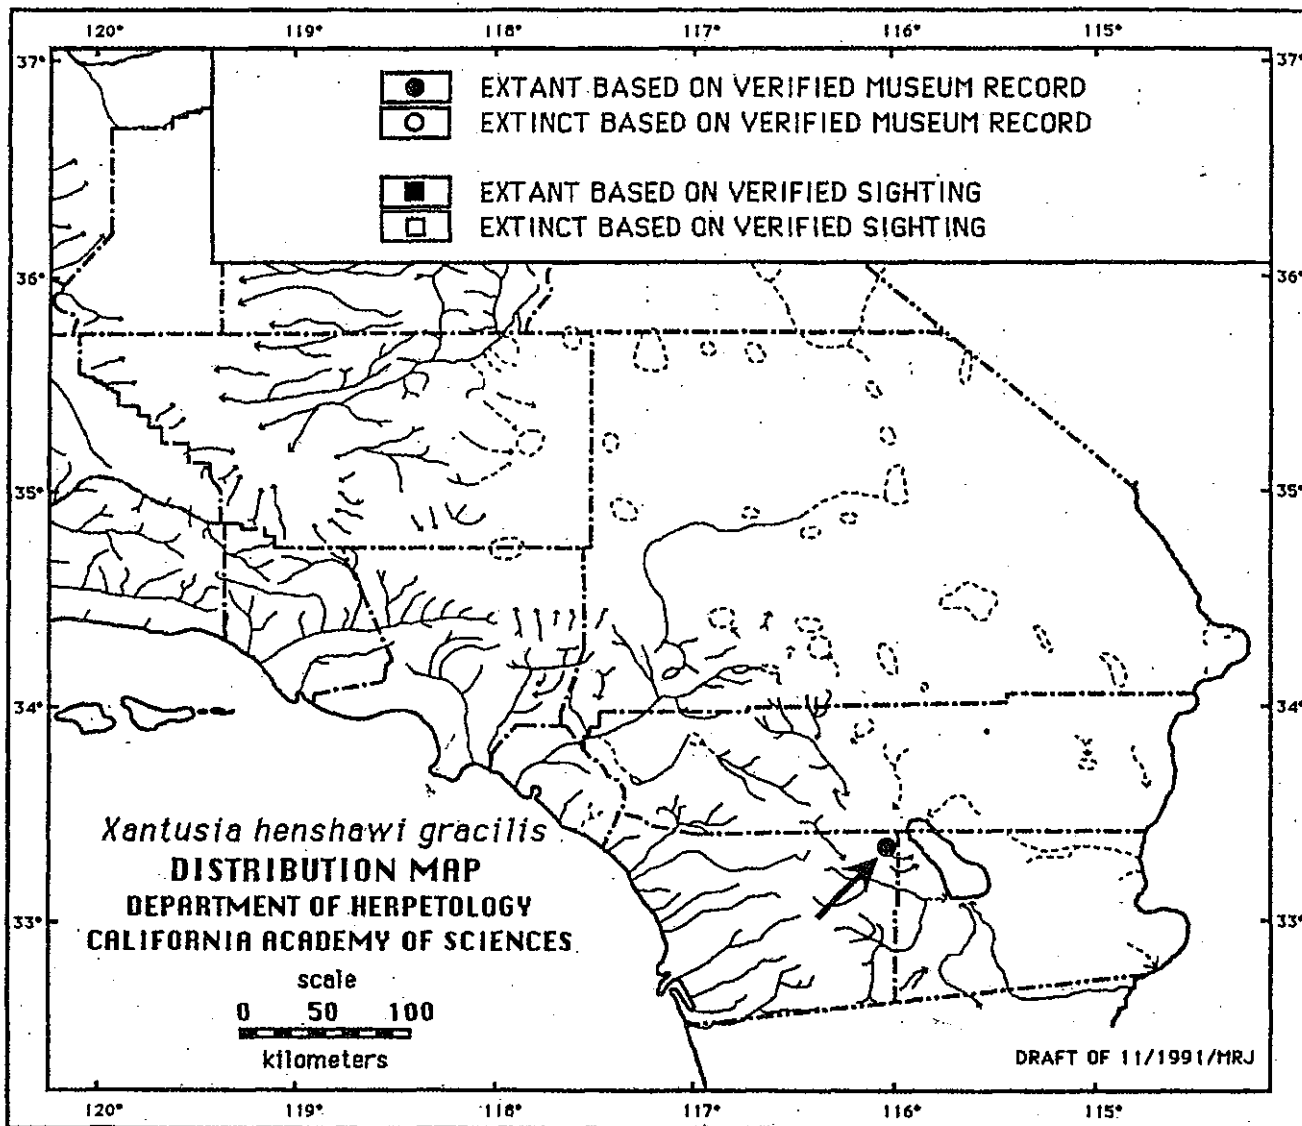 120° 119° 118° 117° 116° 115°
37° 37°
EXTANT BASED ON VERIFIED MUSEUM RECORD
EXTINCT BASED ON VERIFIED MUSEUM RECORD
EXTANT BASED ON VERIFIED SIGHTING
EXTINCT BASED ON VERIFIED SIGHTING
36° 36°
35° 35°
34° 34°
Xantusia henshawi gracilis
DISTRIBUTION MAP
DEPARTMENT OF HERPETOLOGY
CALIFORNIA ACADEMY OF SCIENCES
33° 33°
scale
0 50 100
kilometers
DRAFT OF 11/1991/MRJ
120° 119° 118° 117° 116° 115°